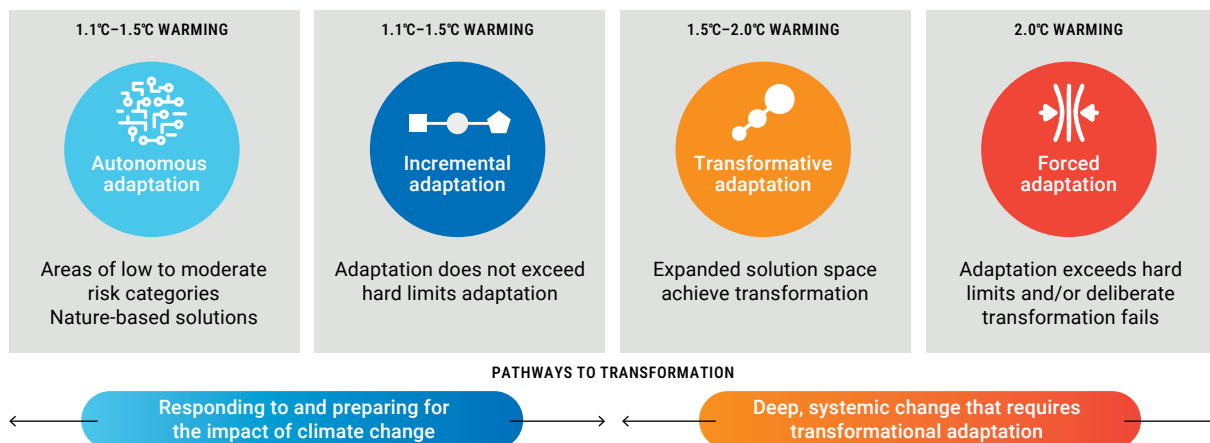 1.1℃–1.5℃ WARMING
Autonomous
adaptation
Areas of low to moderate
risk categories
Nature-based solutions
1.1℃–1.5℃ WARMING
Incremental
adaptation
Adaptation does not exceed
hard limits adaptation
1.5℃–2.0℃ WARMING
Transformative
adaptation
Expanded solution space
achieve transformation
2.0℃ WARMING
Forced
adaptation
Adaptation exceeds hard
limits and/or deliberate
transformation fails
PATHWAYS TO TRANSFORMATION
Responding to and preparing for
the impact of climate change
Deep, systemic change that requires
transformational adaptation